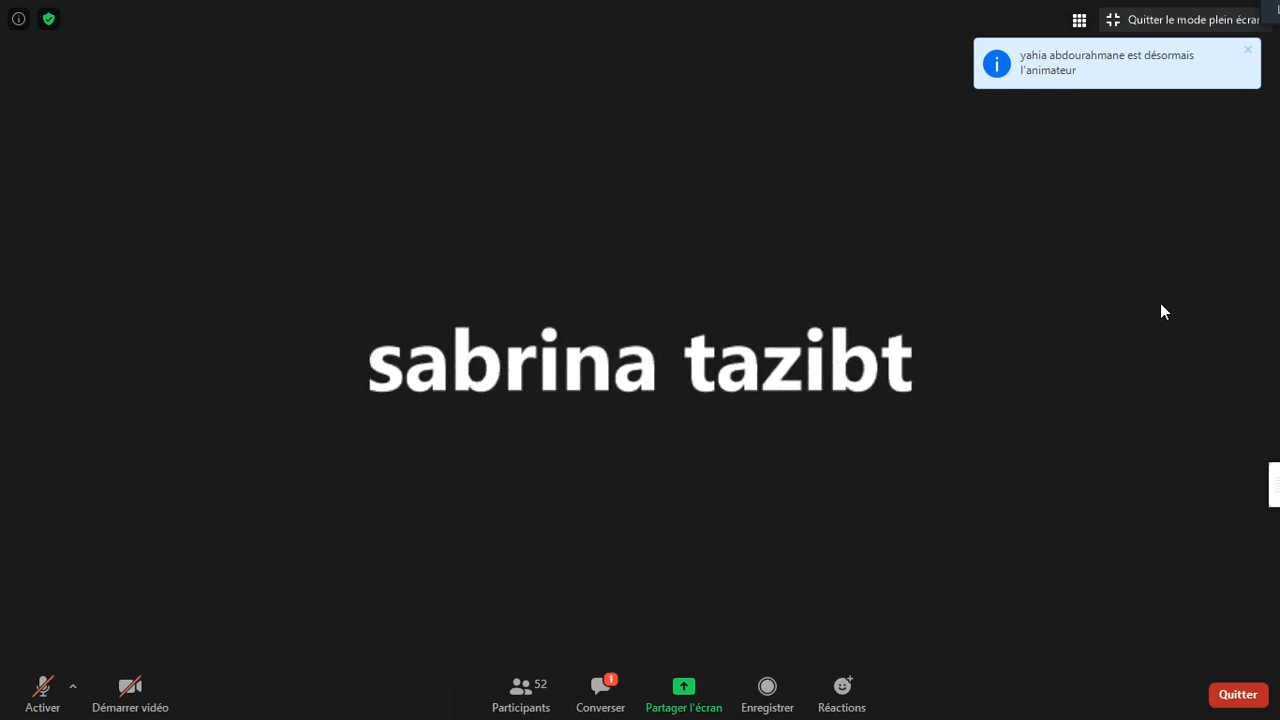 Quitter le mode plein écra
yahia abdourahmane est désormais
l'animateur
sabrina tazibt
Activer
Démarrer vidéo
52
Participants
1
Converser
Partager l'écran
Enregistrer
Réactions
Quitter